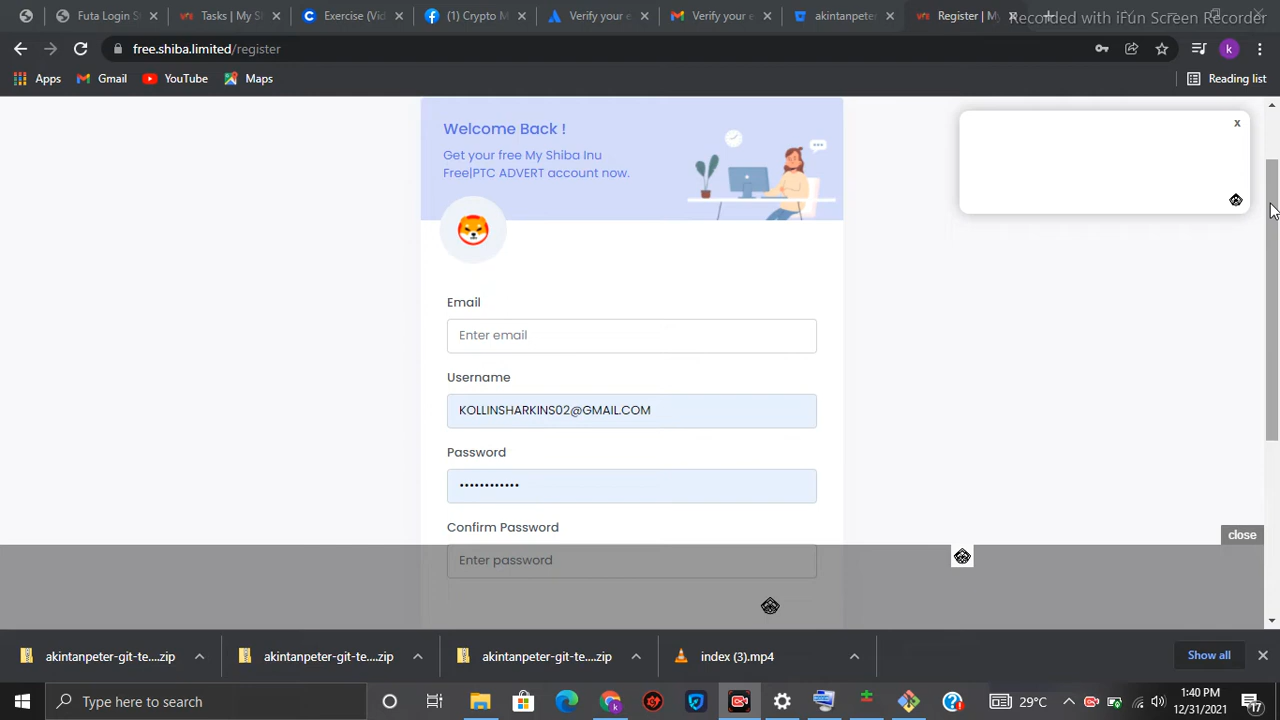 Futa Login S
Tasks | My S
Exercise (Vid
(1) Crypto M
Verify your e
Verify your e
akintanpeter
Register | My
Recorded with iFun Screen Recorder
free.shiba.limited/register
k
Apps
Gmail
YouTube
Maps
Reading list
Welcome Back !
Get your free My Shiba Inu
Free|PTC ADVERT account now.
x
Email
Enter email
Username
KOLLINSHARKINS02@GMAIL.COM
Password
••••••••••••
Confirm Password
close
Enter password
akintanpeter-git-te....zip
akintanpeter-git-te....zip
akintanpeter-git-te....zip
index (3).mp4
Show all
Type here to search
29°C
1:40 PM
12/31/2021
17